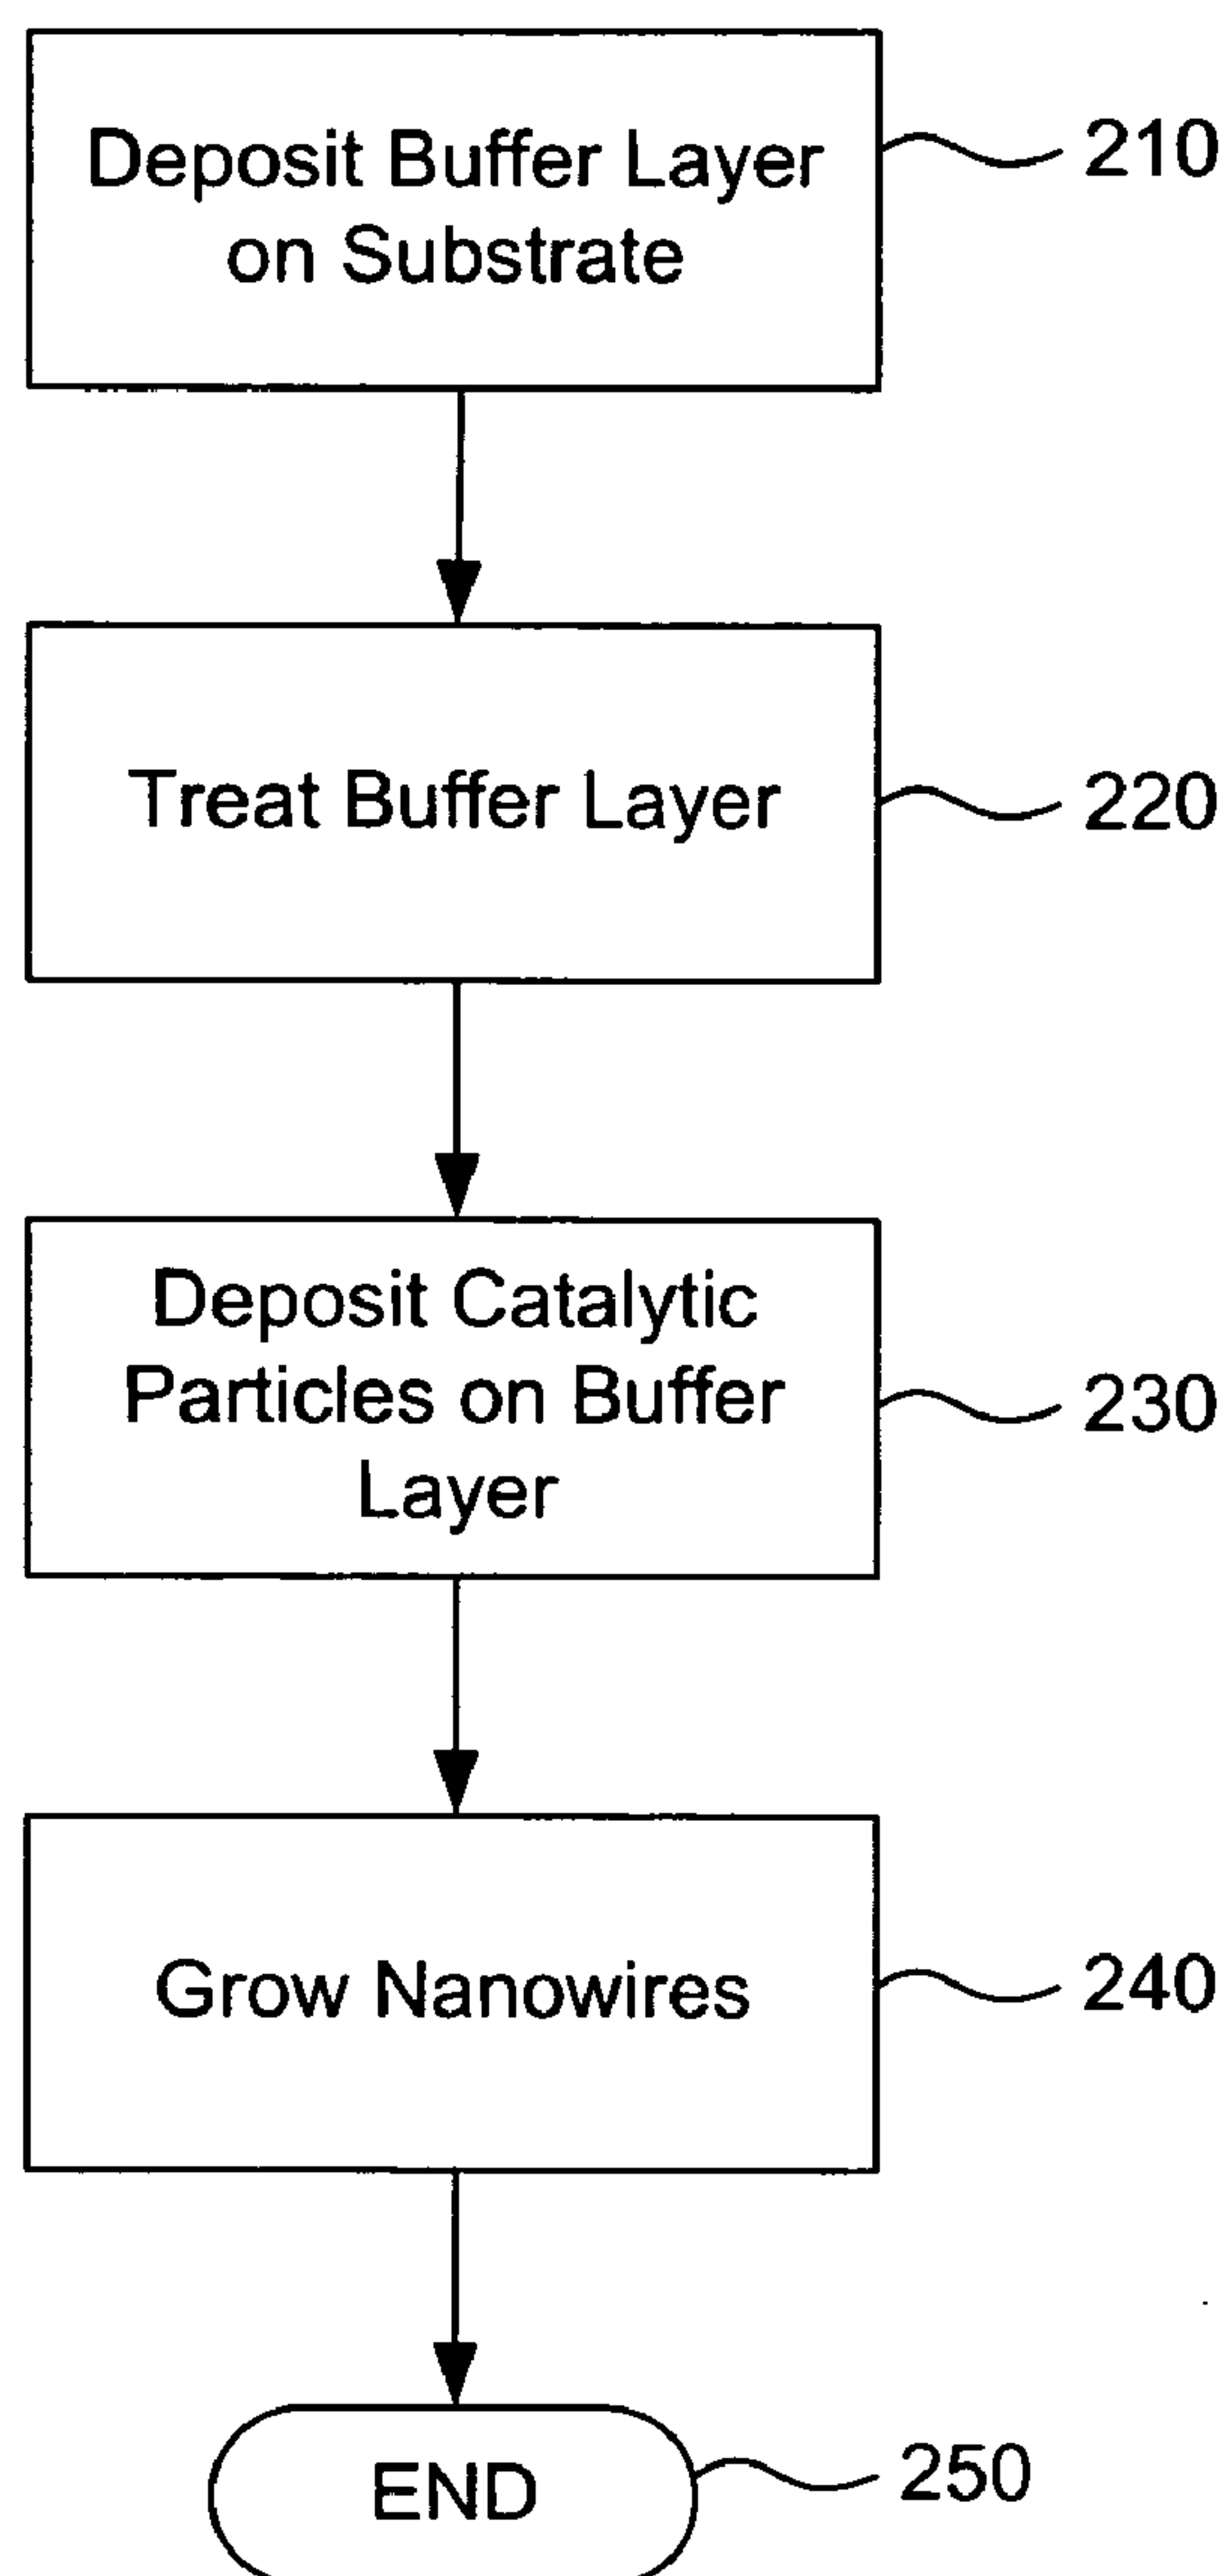 Deposit Buffer Layer
on Substrate
210
Treat Buffer Layer
220
Deposit Catalytic
Particles on Buffer
Layer
230
Grow Nanowires
240
END
250